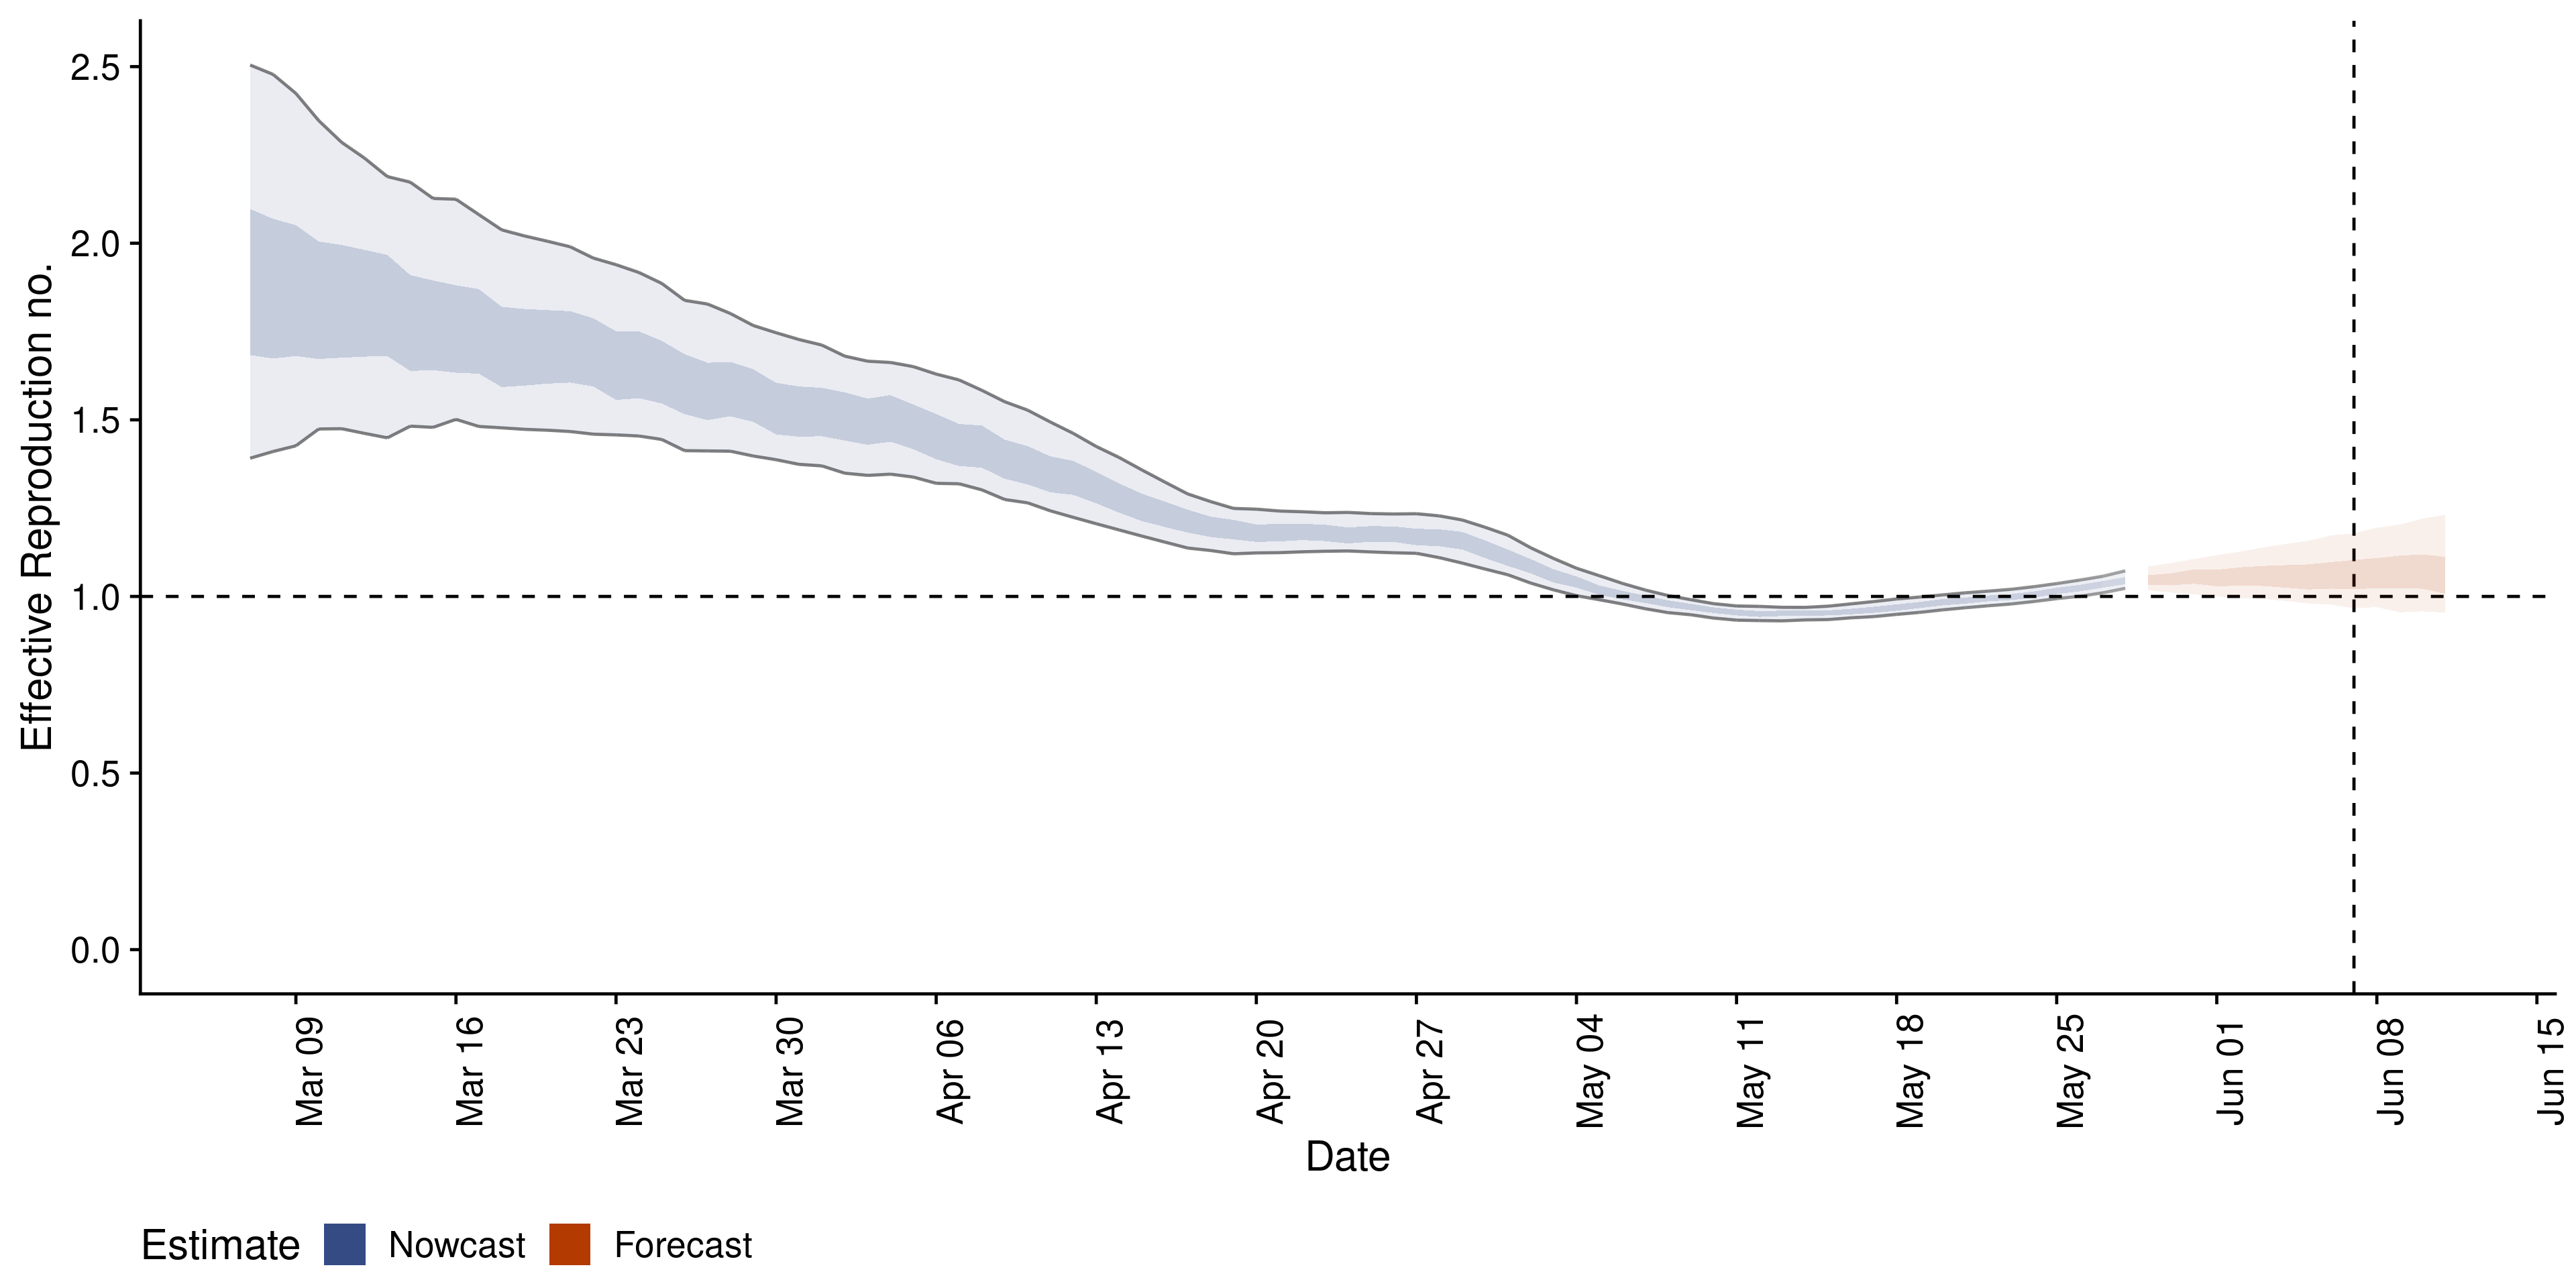 Effective Reproduction no.
2.5
2.0
1.5
1.0
0.5
0.0
Mar 09
Mar 16
Mar 23
Mar 30
Apr 06
Apr 13
Apr 20
Apr 27
May 04
May 11
May 18
May 25
Jun 01
Jun 08
Jun 15
Date
Estimate Nowcast Forecast